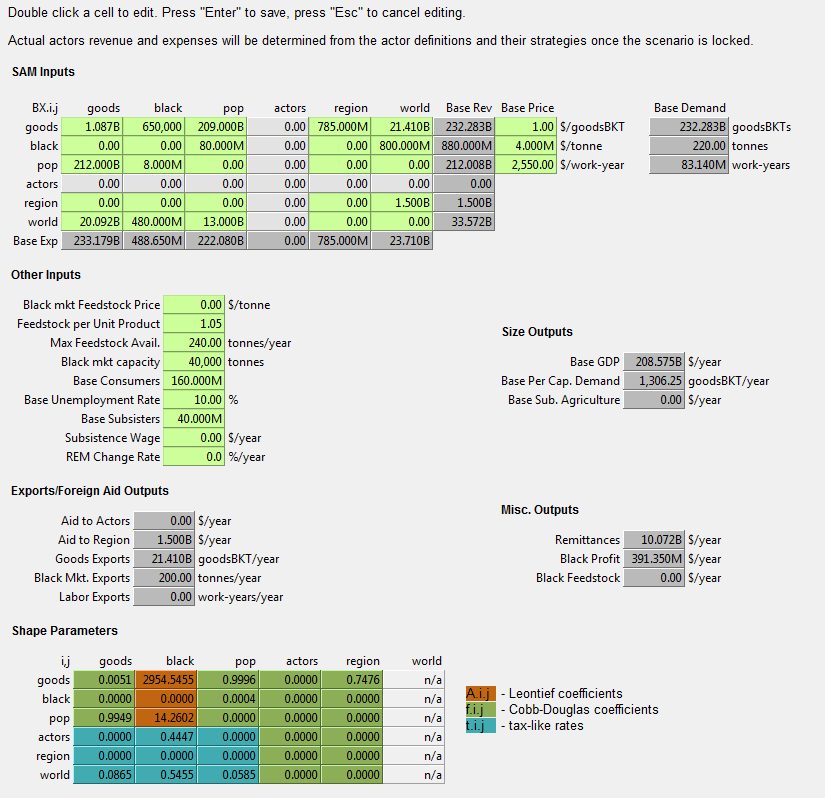 Double click a cell to edit. Press "Enter" to save, press "Esc" to cancel editing.
Actual actors revenue and expenses will be determined from the actor definitions and their strategies once the scenario is locked.
SAM Inputs
BX.i.j goods black pop actors region world Base Rev Base Price Base Demand
goods 1.087B 650,000 209.000B 0.00 785.000M 21.410B 232.283B 1.00 $/goodsBKT 232.283B goodsBKTs
black 0.00 0.00 80.000M 0.00 0.00 800.000M 880.000M 4.000M $/tonne 220.00 tonnes
pop 212.000B 8.000M 0.00 0.00 0.00 0.00 212.008B 2,550.00 $/work-year 83.140M work-years
actors 0.00 0.00 0.00 0.00 0.00 0.00 0.00
region 0.00 0.00 0.00 0.00 0.00 1.500B 1.500B
world 20.092B 480.000M 13.000B 0.00 0.00 0.00 33.572B
Base Exp 233.179B 488.650M 222.080B 0.00 785.000M 23.710B
Other Inputs
Black mkt Feedstock Price 0.00 $/tonne
Feedstock per Unit Product 1.05
Max Feedstock Avail. 240.00 tonnes/year
Black mkt capacity 40,000 tonnes
Base Consumers 160.000M
Base Unemployment Rate 10.00 %
Base Subsisters 40.000M
Subsistence Wage 0.00 $/year
REM Change Rate 0.0 %/year
Size Outputs
Base GDP 208.575B $/year
Base Per Cap. Demand 1,306.25 goodsBKT/year
Base Sub. Agriculture 0.00 $/year
Exports/Foreign Aid Outputs
Aid to Actors 0.00 $/year
Aid to Region 1.500B $/year
Goods Exports 21.410B goodsBKT/year
Black Mkt. Exports 200.00 tonnes/year
Labor Exports 0.00 work-years/year
Misc. Outputs
Remittances 10.072B $/year
Black Profit 391.350M $/year
Black Feedstock 0.00 $/year
Shape Parameters
i,j goods black pop actors region world
goods 0.0051 2954.5455 0.9996 0.0000 0.7476 n/a
black 0.0000 0.0000 0.0004 0.0000 0.0000 n/a
pop 0.9949 14.2602 0.0000 0.0000 0.0000 n/a
actors 0.0000 0.4447 0.0000 0.0000 0.0000 n/a
region 0.0000 0.0000 0.0000 0.0000 0.0000 n/a
world 0.0865 0.5455 0.0585 0.0000 0.0000 n/a
A.i.j - Leontief coefficients
f.i.j - Cobb-Douglas coefficients
t.i.j - tax-like rates